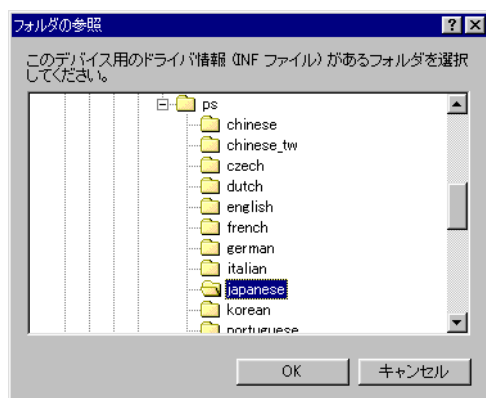 フォルダの参照
このデバイス用のドライバ情報 (INF ファイル) があるフォルダを選択
してください。
ps
chinese
chinese_tw
czech
dutch
english
french
german
italian
japanese
korean
portuguese
OK キャンセル